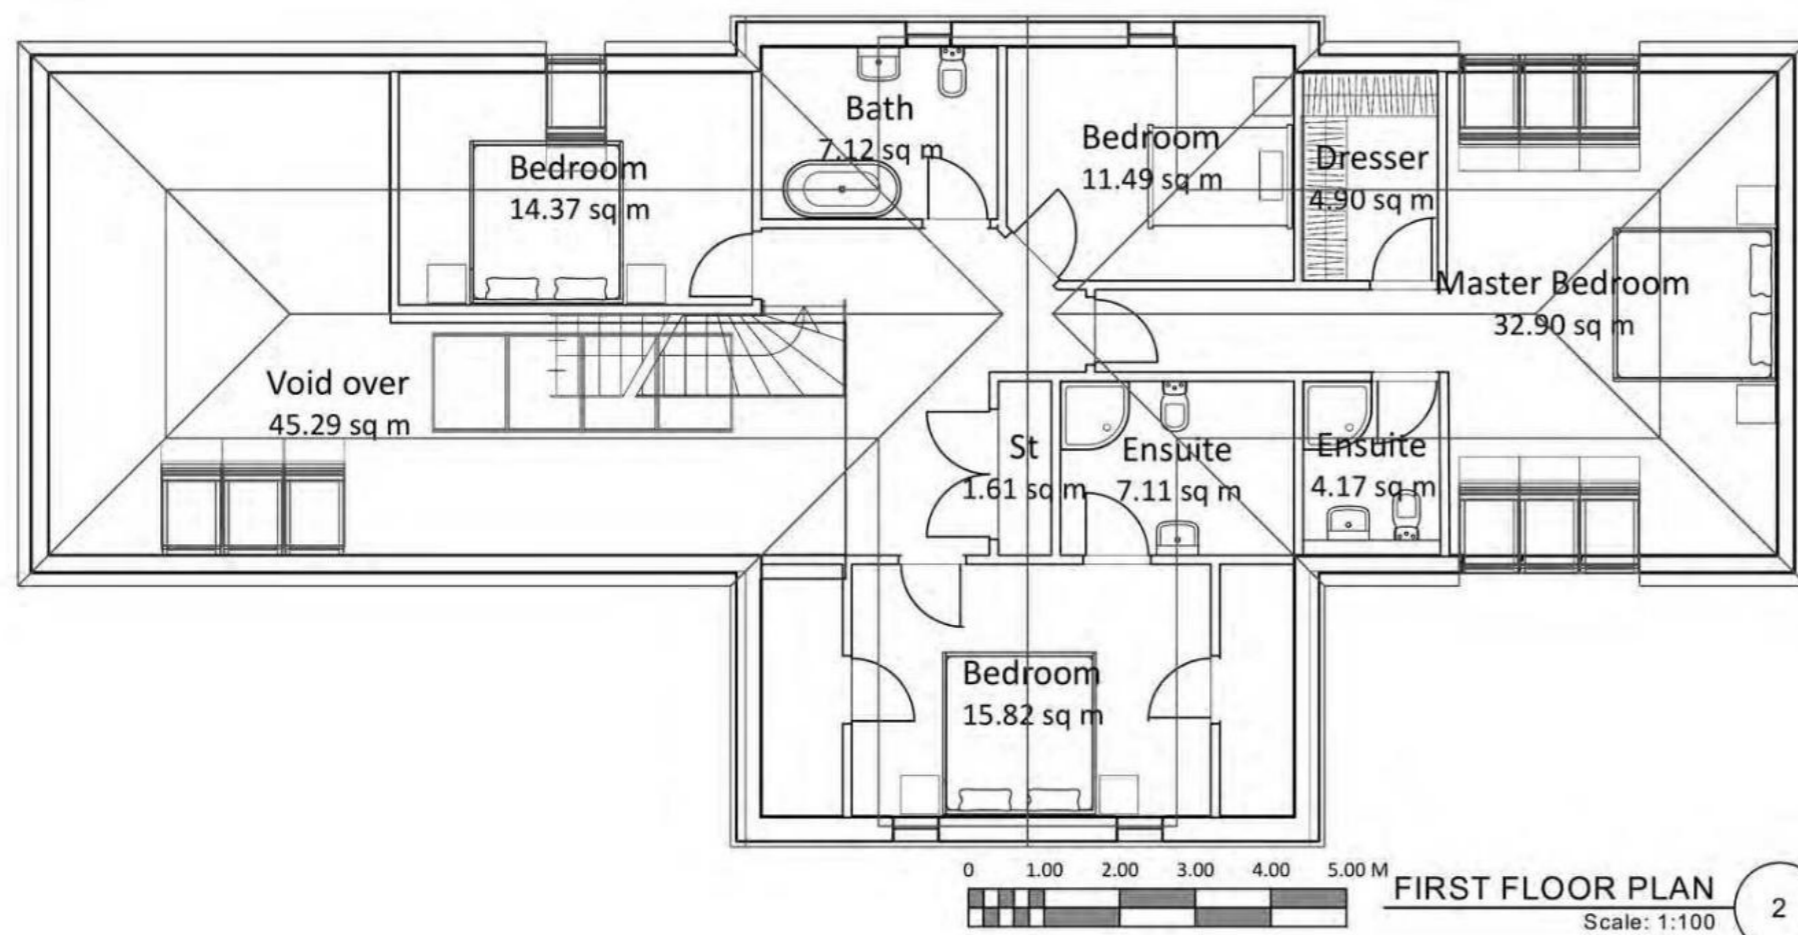 Bath
7.12 sq m
Bedroom
11.49 sq m
Bedroom
14.37 sq m
Dresser
4.90 sq m
Master Bedroom
32.90 sq m
Void over
45.29 sq m
St
1.61 sq m
Ensuite
7.11 sq m
Ensuite
4.17 sq m
Bedroom
15.82 sq m
0 1.00 2.00 3.00 4.00 5.00 M
FIRST FLOOR PLAN
Scale: 1:100
2